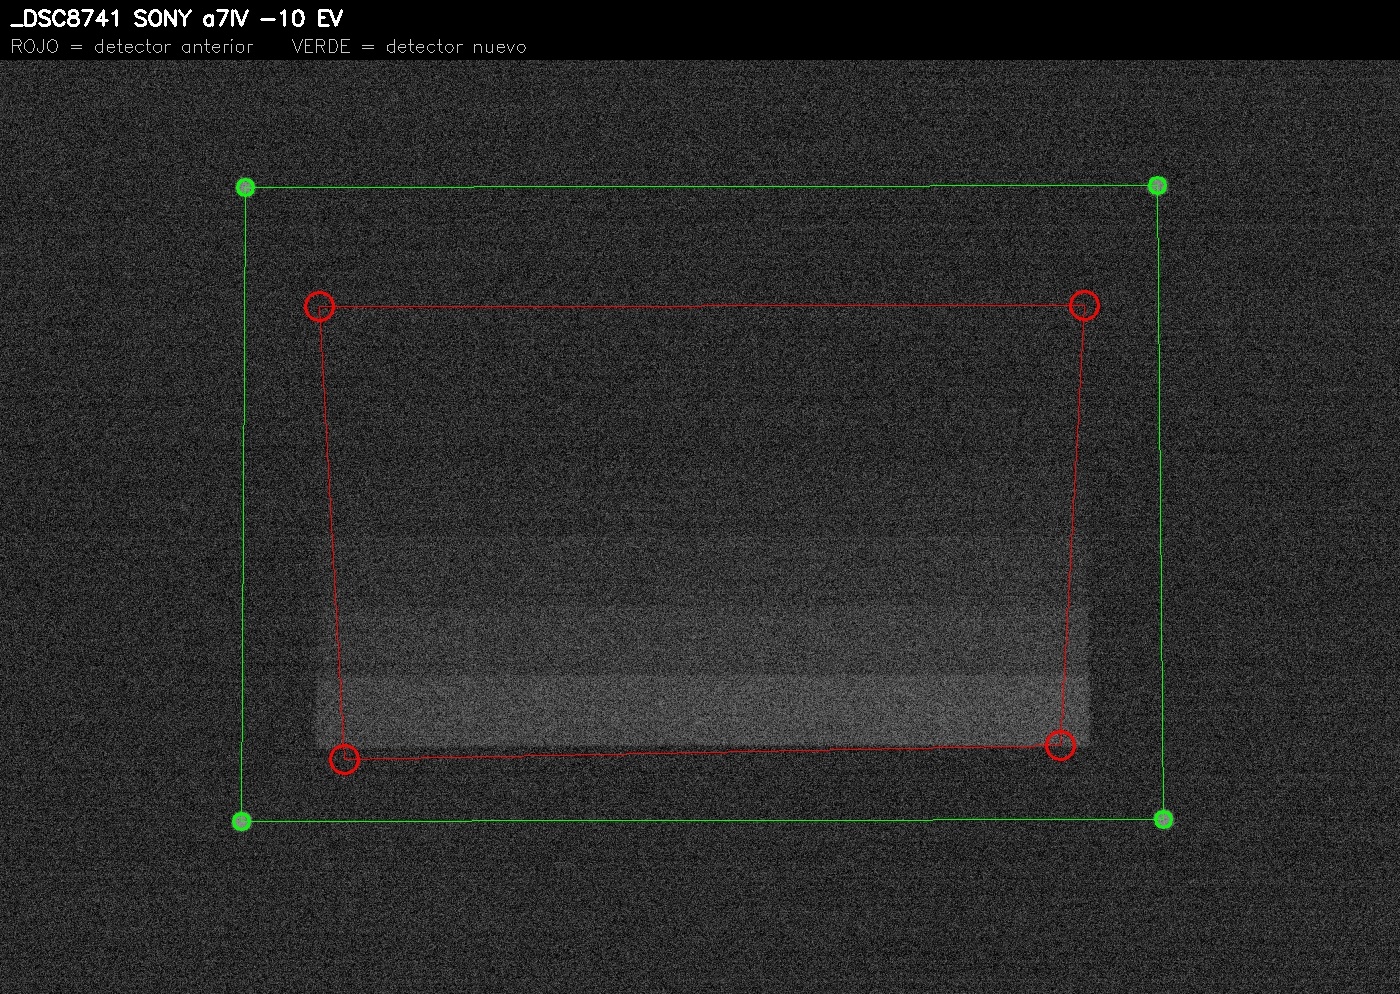 _DSC8741 SONY a7IV -10 EV
ROJO = detector anterior VERDE = detector nuevo